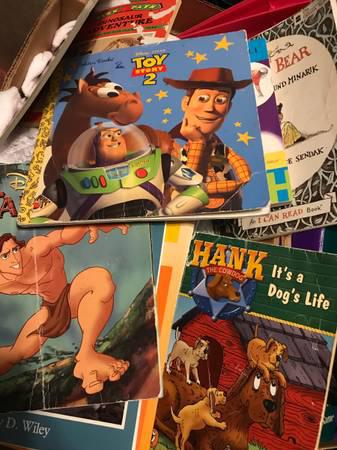 DINOSAUR
ADVENTURE
Disney · PIXAR
TOY
STORY
2
BEAR
UND MINARIK
E SENDAK
An I CAN READ Book
HANK
THE COWDOG
It's a
Dog's Life
D. Wiley